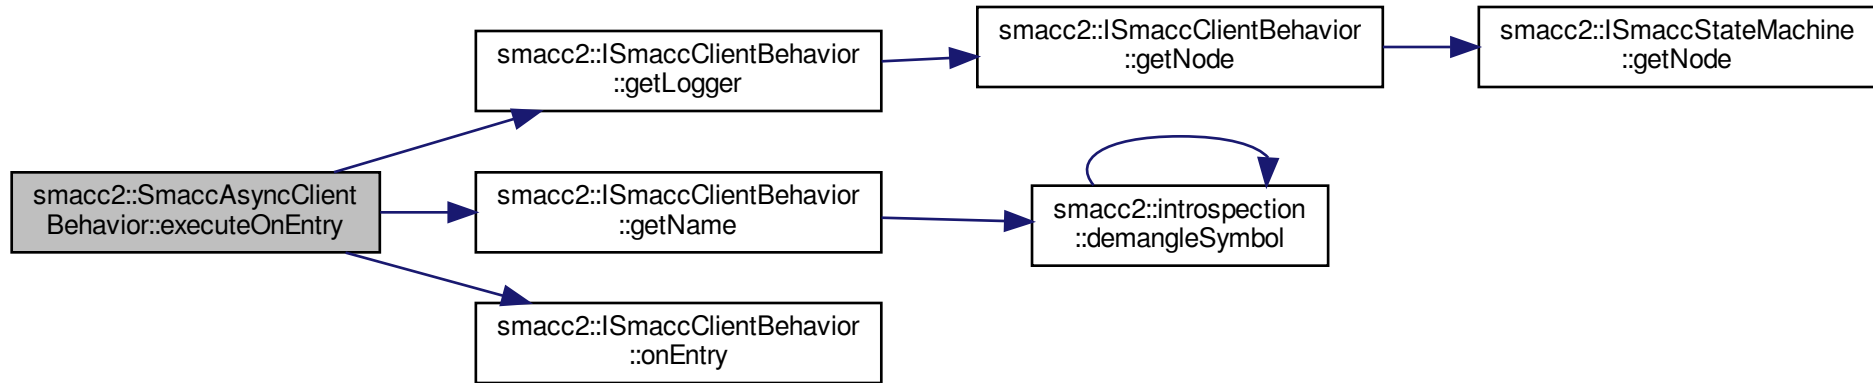 smacc2::ISmaccClientBehavior
::getLogger
smacc2::ISmaccClientBehavior
::getNode
smacc2::ISmaccStateMachine
::getNode
smacc2::SmaccAsyncClient
Behavior::executeOnEntry
smacc2::ISmaccClientBehavior
::getName
smacc2::introspection
::demangleSymbol
smacc2::ISmaccClientBehavior
::onEntry